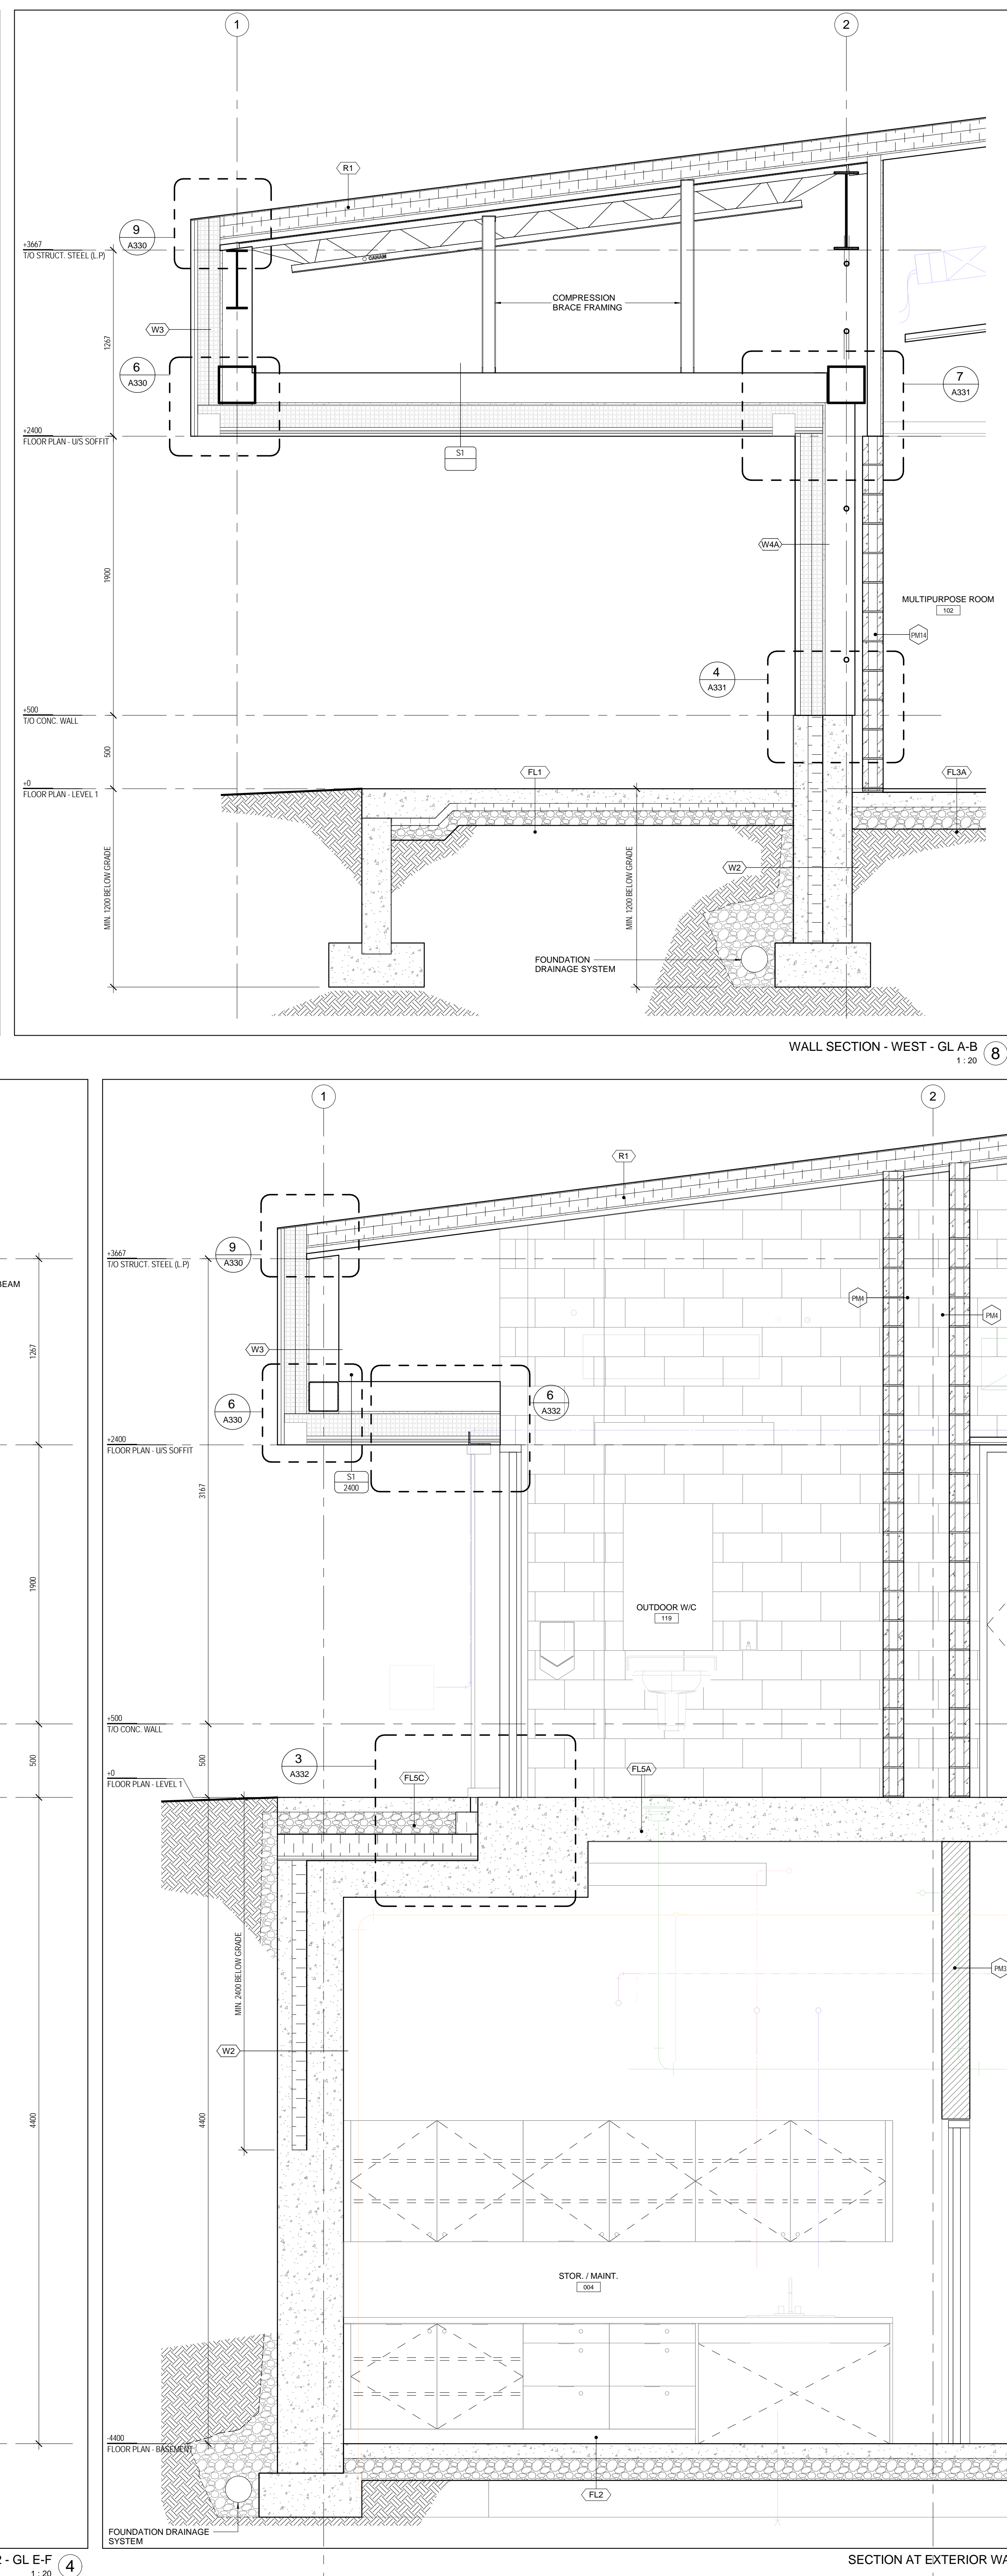 1
2
R1
9
A330
+3667
T/O STRUCT. STEEL (L.P)
COMPRESSION
BRACE FRAMING
W3
1267
6
A330
7
A331
+2400
FLOOR PLAN - U/S SOFFIT
S1
W4A
1900
MULTIPURPOSE ROOM
102
PM14
4
A331
+500
T/O CONC. WALL
500
FL1
FL3A
+0
FLOOR PLAN - LEVEL 1
MIN. 1200 BELOW GRADE
MIN. 1200 BELOW GRADE
W2
FOUNDATION
DRAINAGE SYSTEM
WALL SECTION - WEST - GL A-B
8
1 : 20
1
2
R1
9
A330
+3667
T/O STRUCT. STEEL (L.P)
BEAM
PM4
PM4
1267
W3
6
A330
6
A332
+2400
FLOOR PLAN - U/S SOFFIT
S1
2400
3167
1900
OUTDOOR W/C
119
+500
T/O CONC. WALL
500
500
3
A332
FL5C
FL5A
+0
FLOOR PLAN - LEVEL 1
MIN. 2400 BELOW GRADE
PM3
W2
4400
4400
STOR. / MAINT.
004
-4400
FLOOR PLAN - BASEMENT
FL2
FOUNDATION DRAINAGE
SYSTEM
2 - GL E-F
4
1 : 20
SECTION AT EXTERIOR WA